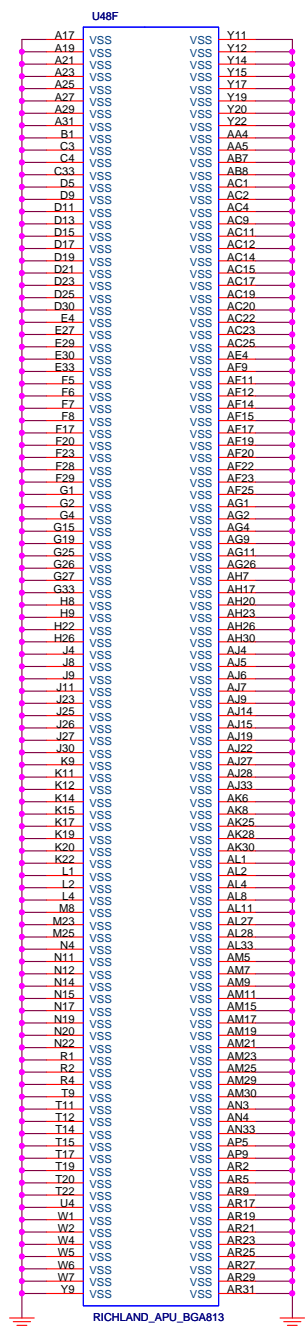 U48F
A17 VSS VSS Y11
A19 VSS VSS Y12
A21 VSS VSS Y14
A23 VSS VSS Y15
A25 VSS VSS Y17
A27 VSS VSS Y19
A29 VSS VSS Y20
A31 VSS VSS Y22
B1 VSS VSS AA4
C3 VSS VSS AA5
C4 VSS VSS AB7
C33 VSS VSS AB8
D5 VSS VSS AC1
D9 VSS VSS AC2
D11 VSS VSS AC4
D13 VSS VSS AC9
D15 VSS VSS AC11
D17 VSS VSS AC12
D19 VSS VSS AC14
D21 VSS VSS AC15
D23 VSS VSS AC17
D25 VSS VSS AC19
D30 VSS VSS AC20
E4 VSS VSS AC22
E27 VSS VSS AC23
E29 VSS VSS AC25
E30 VSS VSS AE4
E33 VSS VSS AF9
F5 VSS VSS AF11
F6 VSS VSS AF12
F7 VSS VSS AF14
F8 VSS VSS AF15
F17 VSS VSS AF17
F20 VSS VSS AF19
F23 VSS VSS AF20
F28 VSS VSS AF22
F29 VSS VSS AF23
G1 VSS VSS AF25
G2 VSS VSS AG1
G4 VSS VSS AG2
G15 VSS VSS AG4
G19 VSS VSS AG9
G25 VSS VSS AG11
G26 VSS VSS AG26
G27 VSS VSS AH7
G33 VSS VSS AH17
H8 VSS VSS AH20
H9 VSS VSS AH23
H22 VSS VSS AH26
H26 VSS VSS AH30
J4 VSS VSS AJ4
J8 VSS VSS AJ5
J9 VSS VSS AJ6
J11 VSS VSS AJ7
J23 VSS VSS AJ9
J25 VSS VSS AJ14
J26 VSS VSS AJ15
J27 VSS VSS AJ19
J30 VSS VSS AJ22
K9 VSS VSS AJ27
K11 VSS VSS AJ28
K12 VSS VSS AJ33
K14 VSS VSS AK6
K15 VSS VSS AK8
K17 VSS VSS AK25
K19 VSS VSS AK28
K20 VSS VSS AK30
K22 VSS VSS AL1
L1 VSS VSS AL2
L2 VSS VSS AL4
L4 VSS VSS AL8
M8 VSS VSS AL11
M23 VSS VSS AL27
M25 VSS VSS AL28
N4 VSS VSS AL33
N11 VSS VSS AM5
N12 VSS VSS AM7
N14 VSS VSS AM9
N15 VSS VSS AM11
N17 VSS VSS AM15
N19 VSS VSS AM17
N20 VSS VSS AM19
N22 VSS VSS AM21
R1 VSS VSS AM23
R2 VSS VSS AM25
R4 VSS VSS AM29
T9 VSS VSS AM30
T11 VSS VSS AN3
T12 VSS VSS AN4
T14 VSS VSS AN33
T15 VSS VSS AP5
T17 VSS VSS AP9
T19 VSS VSS AR2
T20 VSS VSS AR5
T22 VSS VSS AR9
U4 VSS VSS AR17
W1 VSS VSS AR19
W2 VSS VSS AR21
W4 VSS VSS AR23
W5 VSS VSS AR25
W6 VSS VSS AR27
W7 VSS VSS AR29
Y9 VSS VSS AR31
RICHLAND_APU_BGA813